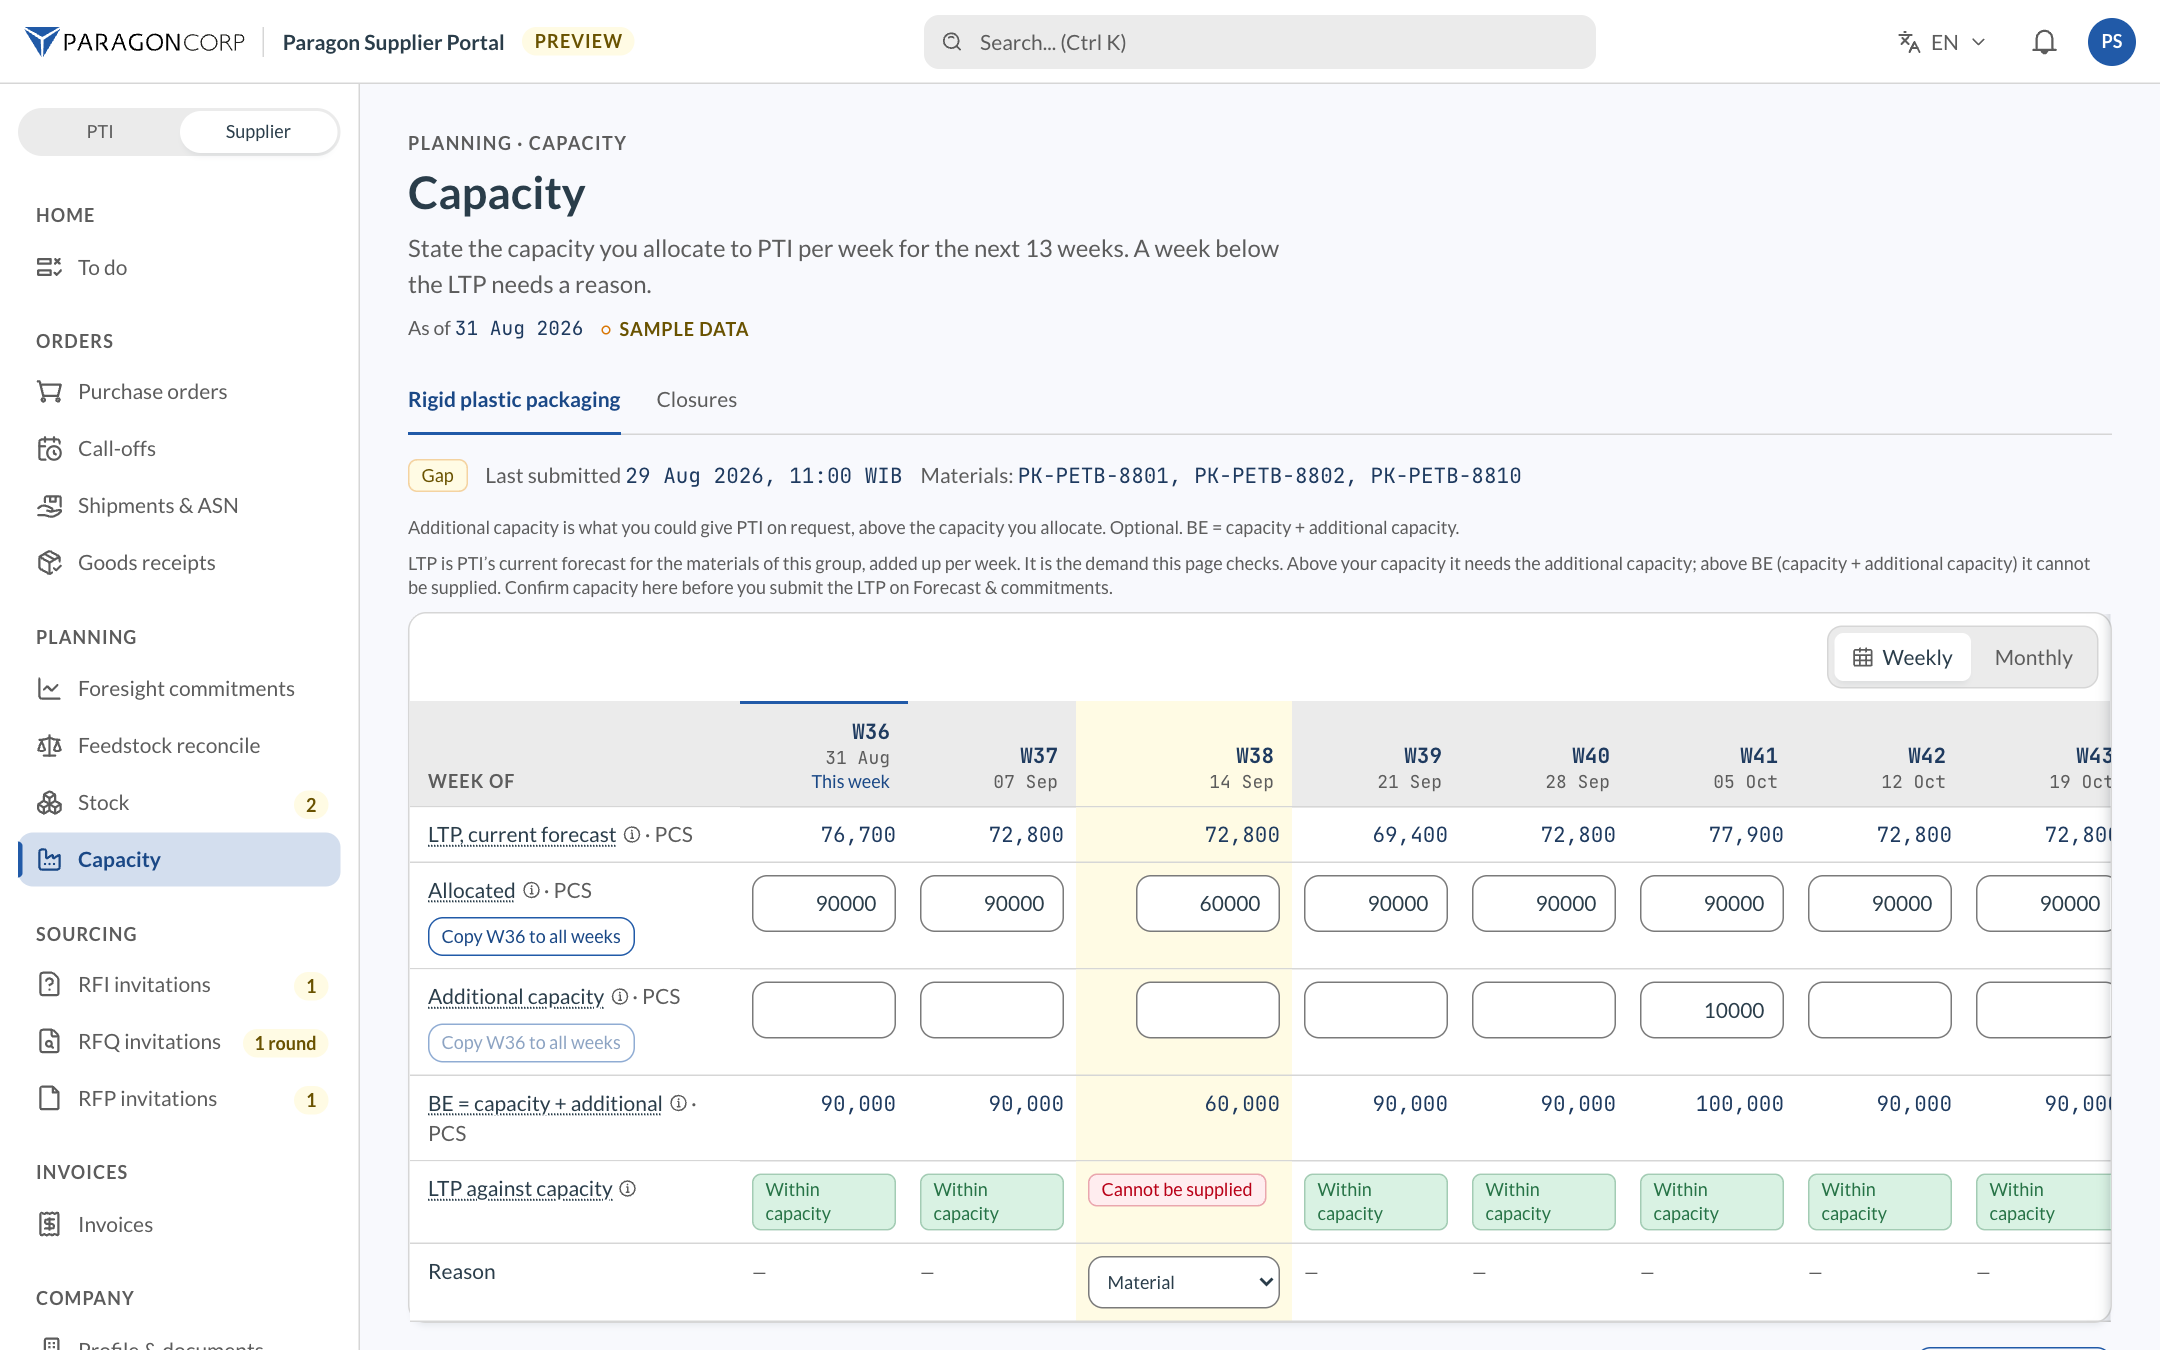 PARAGONCORP
Paragon Supplier Portal
PREVIEW
Search... (Ctrl K)
EN
PS
PTI
Supplier
HOME
To do
ORDERS
Purchase orders
Call-offs
Shipments & ASN
Goods receipts
PLANNING
Foresight commitments
Feedstock reconcile
Stock 2
Capacity
SOURCING
RFI invitations 1
RFQ invitations 1 round
RFP invitations 1
INVOICES
Invoices
COMPANY
Profile & documents
PLANNING · CAPACITY
Capacity
State the capacity you allocate to PTI per week for the next 13 weeks. A week below
the LTP needs a reason.
As of 31 Aug 2026 SAMPLE DATA
Rigid plastic packaging Closures
Gap Last submitted 29 Aug 2026, 11:00 WIB Materials: PK-PETB-8801, PK-PETB-8802, PK-PETB-8810
Additional capacity is what you could give PTI on request, above the capacity you allocate. Optional. BE = capacity + additional capacity.
LTP is PTI's current forecast for the materials of this group, added up per week. It is the demand this page checks. Above your capacity it needs the additional capacity; above BE (capacity + additional capacity) it cannot
be supplied. Confirm capacity here before you submit the LTP on Forecast & commitments.
Weekly Monthly
WEEK OF
W36
31 Aug
This week
W37
07 Sep
W38
14 Sep
W39
21 Sep
W40
28 Sep
W41
05 Oct
W42
12 Oct
W43
19 Oct
LTP, current forecast · PCS 76,700 72,800 72,800 69,400 72,800 77,900 72,800 72,800
Allocated · PCS 90000 90000 60000 90000 90000 90000 90000 90000
Copy W36 to all weeks
Additional capacity · PCS 10000
Copy W36 to all weeks
BE = capacity + additional · 90,000 90,000 60,000 90,000 90,000 100,000 90,000 90,000
PCS
LTP against capacity
Within capacity
Within capacity
Cannot be supplied
Within capacity
Within capacity
Within capacity
Within capacity
Within capacity
Reason – – Material – – – – –